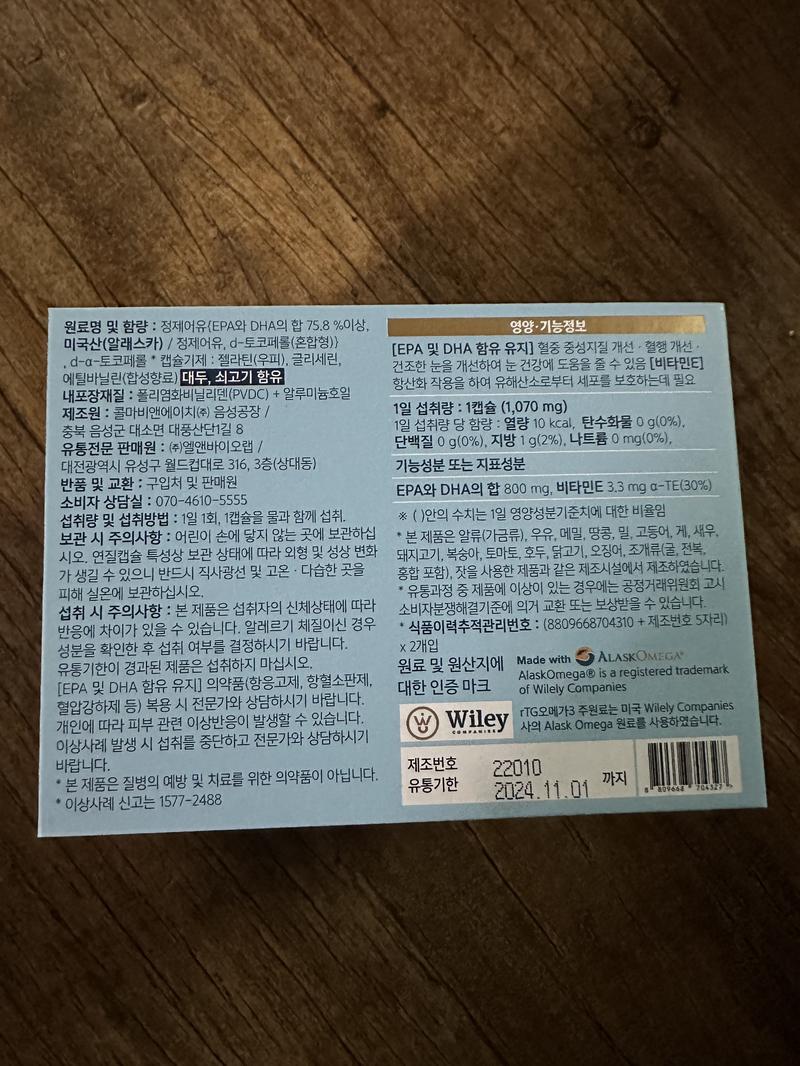 원료명 및 함량 : 정제어유{EPA와 DHA의 합 75.8 %이상,
미국산(알래스카) / 정제어유, d-토코페롤(혼합형)}
, d-α-토코페롤 * 캡슐기제 : 젤라틴(우피), 글리세린,
에틸바닐린(합성향료) 대두, 쇠고기 함유
내포장재질 : 폴리염화비닐리덴(PVDC) + 알루미늄호일
제조원 : 콜마비앤에이치㈜ 음성공장 /
충북 음성군 대소면 대풍산단1길 8
유통전문 판매원 : ㈜엘앤바이오랩 /
대전광역시 유성구 월드컵대로 316, 3층(상대동)
반품 및 교환 : 구입처 및 판매원
소비자 상담실 : 070-4610-5555
섭취량 및 섭취방법 : 1일 1회, 1캡슐을 물과 함께 섭취.
보관 시 주의사항 : 어린이 손에 닿지 않는 곳에 보관하십
시오. 연질캡슐 특성상 보관 상태에 따라 외형 및 성상 변화
가 생길 수 있으니 반드시 직사광선 및 고온 · 다습한 곳을
피해 실온에 보관하십시오.
섭취 시 주의사항 : 본 제품은 섭취자의 신체상태에 따라
반응에 차이가 있을 수 있습니다. 알레르기 체질이신 경우
성분을 확인한 후 섭취 여부를 결정하시기 바랍니다.
유통기한이 경과된 제품은 섭취하지 마십시오.
[EPA 및 DHA 함유 유지] 의약품(항응고제, 항혈소판제,
혈압강하제 등) 복용 시 전문가와 상담하시기 바랍니다.
개인에 따라 피부 관련 이상반응이 발생할 수 있습니다.
이상사례 발생 시 섭취를 중단하고 전문가와 상담하시기
바랍니다.
* 본 제품은 질병의 예방 및 치료를 위한 의약품이 아닙니다.
* 이상사례 신고는 1577-2488
영양·기능정보
[EPA 및 DHA 함유 유지] 혈중 중성지질 개선 · 혈행 개선 ·
건조한 눈을 개선하여 눈 건강에 도움을 줄 수 있음 [비타민E]
항산화 작용을 하여 유해산소로부터 세포를 보호하는데 필요
1일 섭취량 : 1캡슐 (1,070 mg)
1일 섭취량 당 함량 : 열량 10 kcal, 탄수화물 0 g(0%),
단백질 0 g(0%), 지방 1 g(2%), 나트륨 0 mg(0%),
기능성분 또는 지표성분
EPA와 DHA의 합 800 mg, 비타민E 3.3 mg α-TE(30%)
※ ( )안의 수치는 1일 영양성분기준치에 대한 비율임
* 본 제품은 알류(가금류), 우유, 메밀, 땅콩, 밀, 고등어, 게, 새우,
돼지고기, 복숭아, 토마토, 호두, 닭고기, 오징어, 조개류(굴, 전복,
홍합 포함), 잣을 사용한 제품과 같은 제조시설에서 제조하였습니다.
* 유통과정 중 제품에 이상이 있는 경우에는 공정거래위원회 고시
소비자분쟁해결기준에 의거 교환 또는 보상받을 수 있습니다.
* 식품이력추적관리번호 : (8809668704310 + 제조번호 5자리)
x 2개입
원료 및 원산지에
대한 인증 마크
Made with ALASKOMEGA®
AlaskOmega® is a registered trademark
of Wiley Companies
Wiley
COMPANIES
rTG오메가3 주원료는 미국 Wilely Companies
사의 Alask Omega 원료를 사용하였습니다.
제조번호 22010
유통기한 2024.11.01 까지
8 809668 704327